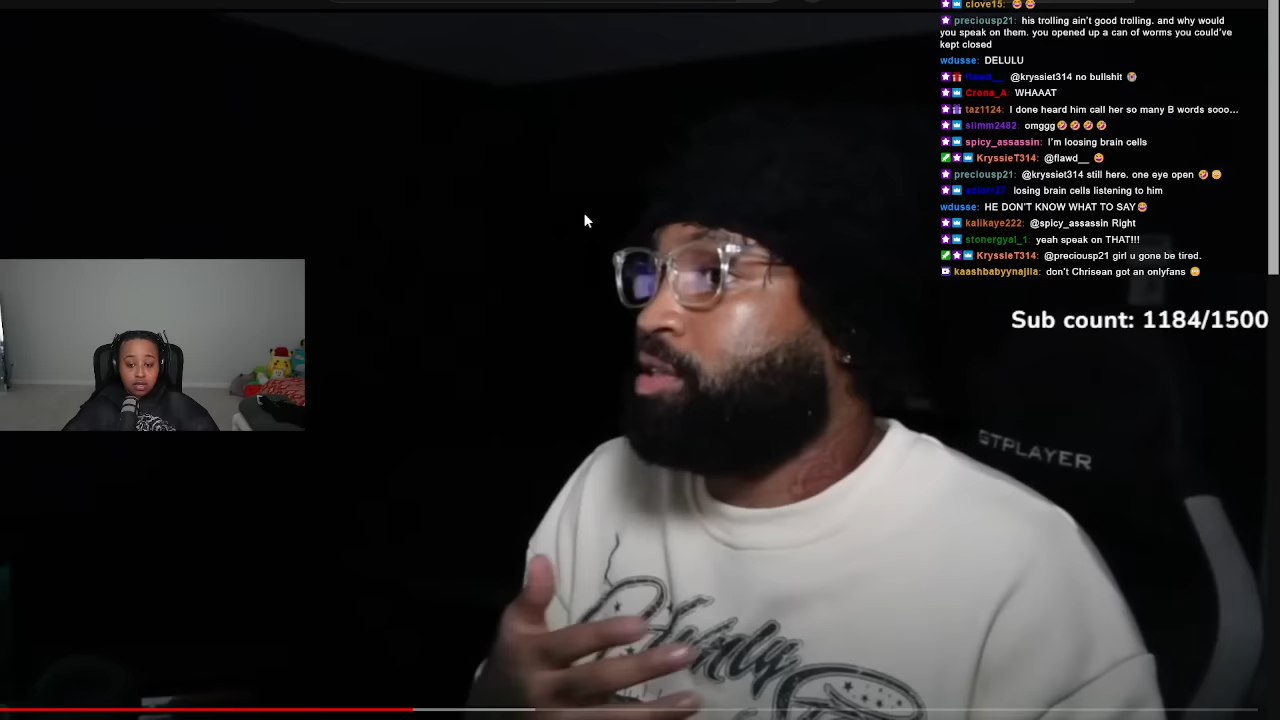 clove15: 😂😂
preciousp21: his trolling ain't good trolling. and why would
you speak on them. you opened up a can of worms you could've
kept closed
wdusse: DELULU
flawd__ @kryssiet314 no bullshit 😭
Crena_A WHAAAT
taz1124: I done heard him call her so many B words sooo...
slimm2482: omggg🤣🤣🤣🤣
spicy_assassin: I'm loosing brain cells
KryssieT314: @flawd__ 😅
preciousp21: @kryssiet314 still here. one eye open 🤣😑
losing brain cells listening to him
wdusse: HE DON'T KNOW WHAT TO SAY😂
kalikaye222: @spicy_assassin Right
stonergyal_1: yeah speak on THAT!!!
KryssieT314: @preciousp21 girl u gone be tired.
kaashbabyynajlla: don't Chrisean got an onlyfans
Sub count: 1184/1500
GTPLAYER